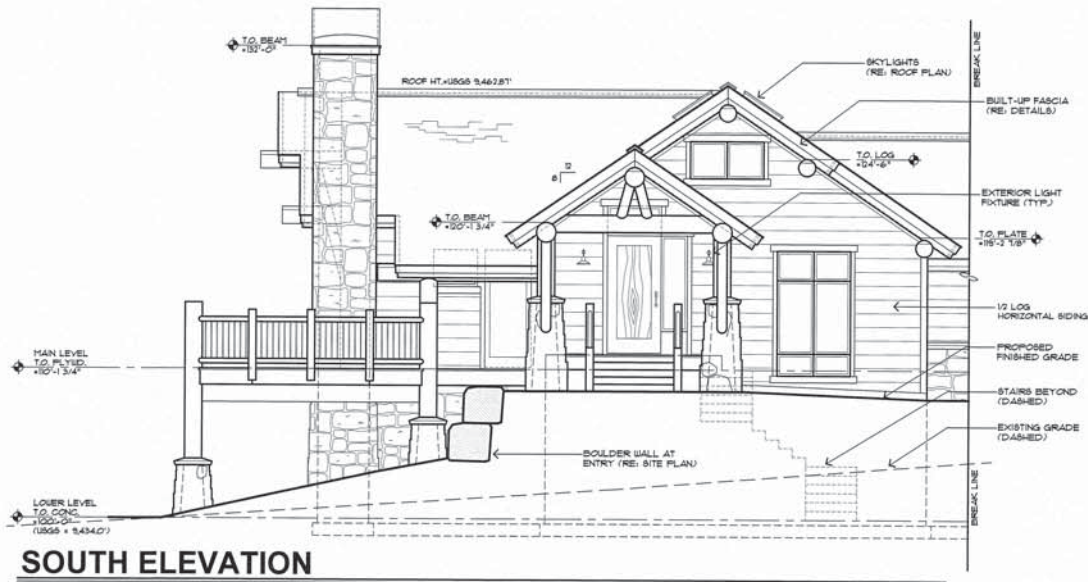 T.O. BEAM
+132'-0"
ROOF HT.=USGS 9,462.87'
SKYLIGHTS
(RE: ROOF PLAN)
BREAK LINE
BUILT-UP FASCIA
(RE: DETAILS)
T.O. LOG
+124'-6"
12
8
EXTERIOR LIGHT
FIXTURE (TYP.)
T.O. BEAM
+120'-1 3/4"
T.O. PLATE
+119'-2 7/8"
1/2 LOG
HORIZONTAL SIDING
MAIN LEVEL
T.O. PLYWD.
+110'-1 3/4"
PROPOSED
FINISHED GRADE
STAIRS BEYOND
(DASHED)
EXISTING GRADE
(DASHED)
BOULDER WALL AT
ENTRY (RE: SITE PLAN)
BREAK LINE
LOWER LEVEL
T.O. CONC.
+100'-0"
(USGS = 9,434.0')
SOUTH ELEVATION